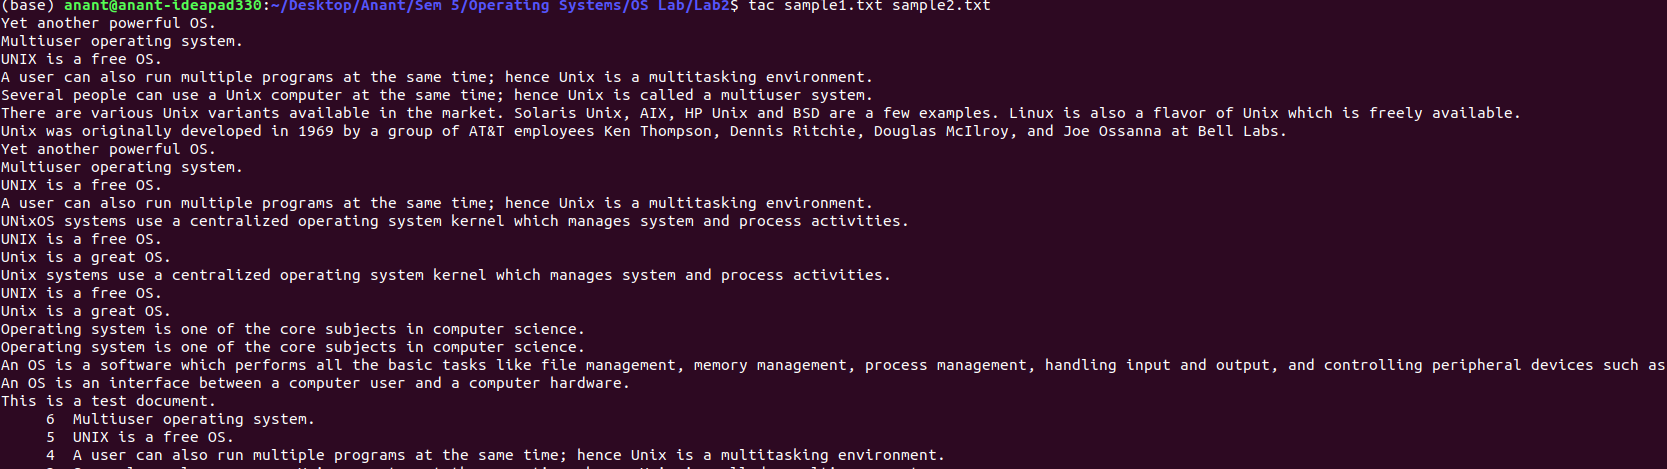 (base) anant@anant-ideapad330:~/Desktop/Anant/Sem 5/Operating Systems/OS Lab/Lab2$ tac sample1.txt sample2.txt
Yet another powerful OS.
Multiuser operating system.
UNIX is a free OS.
A user can also run multiple programs at the same time; hence Unix is a multitasking environment.
Several people can use a Unix computer at the same time; hence Unix is called a multiuser system.
There are various Unix variants available in the market. Solaris Unix, AIX, HP Unix and BSD are a few examples. Linux is also a flavor of Unix which is freely available.
Unix was originally developed in 1969 by a group of AT&T employees Ken Thompson, Dennis Ritchie, Douglas McIlroy, and Joe Ossanna at Bell Labs.
Yet another powerful OS.
Multiuser operating system.
UNIX is a free OS.
A user can also run multiple programs at the same time; hence Unix is a multitasking environment.
UNixOS systems use a centralized operating system kernel which manages system and process activities.
UNIX is a free OS.
Unix is a great OS.
Unix systems use a centralized operating system kernel which manages system and process activities.
UNIX is a free OS.
Unix is a great OS.
Operating system is one of the core subjects in computer science.
Operating system is one of the core subjects in computer science.
An OS is a software which performs all the basic tasks like file management, memory management, process management, handling input and output, and controlling peripheral devices such as
An OS is an interface between a computer user and a computer hardware.
This is a test document.
6 Multiuser operating system.
5 UNIX is a free OS.
4 A user can also run multiple programs at the same time; hence Unix is a multitasking environment.